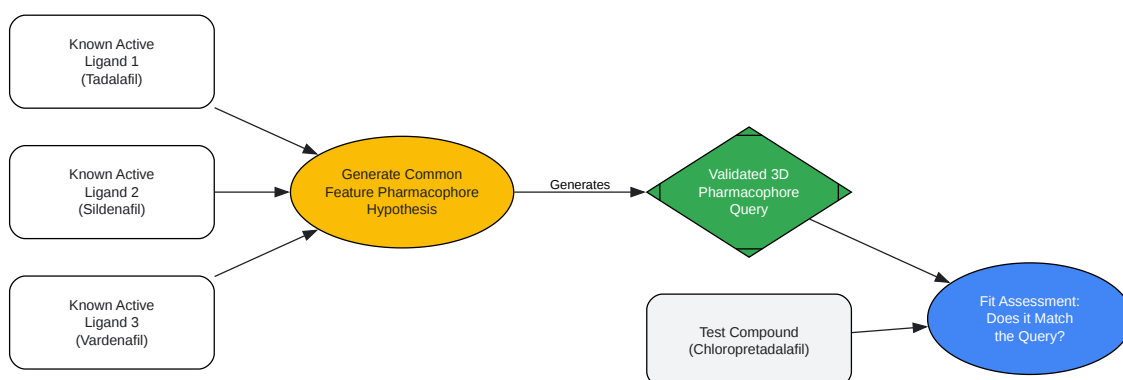 Known Active
Ligand 1
(Tadalafil)
Known Active
Ligand 2
(Sildenafil)
Known Active
Ligand 3
(Vardenafil)
Generate Common
Feature Pharmacophore
Hypothesis
Generates
Validated 3D
Pharmacophore
Query
Test Compound
(Chloropretadalafil)
Fit Assessment:
Does it Match
the Query?